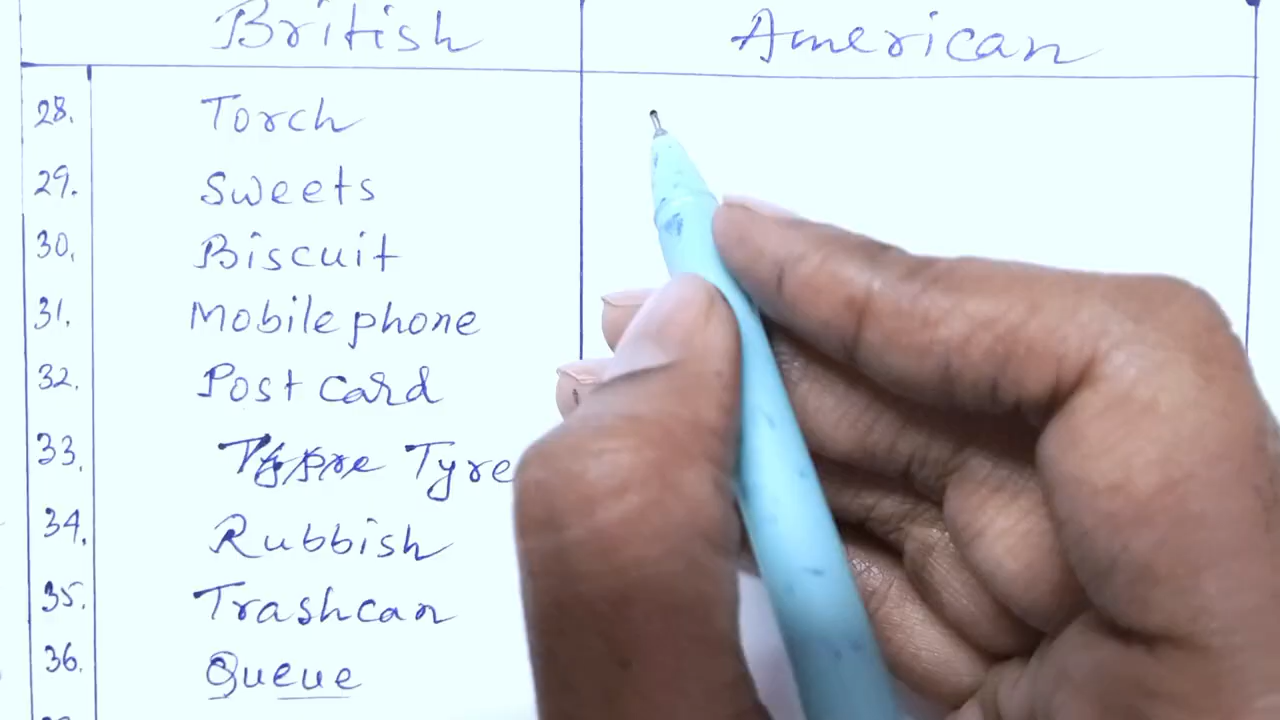 British American
28. Torch
29. Sweets
30. Biscuit
31. Mobile phone
32. Post card
33. Tyre
34. Rubbish
35. Trashcan
36. Queue